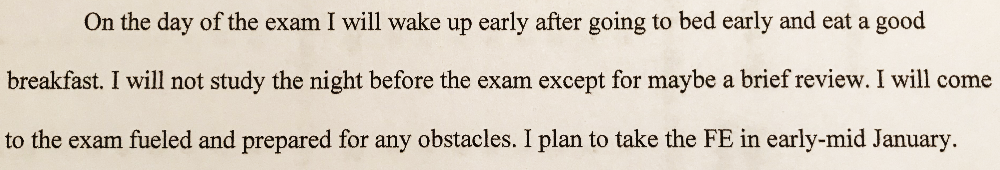 On the day of the exam I will wake up early after going to bed early and eat a good
breakfast. I will not study the night before the exam except for maybe a brief review. I will come
to the exam fueled and prepared for any obstacles. I plan to take the FE in early-mid January.